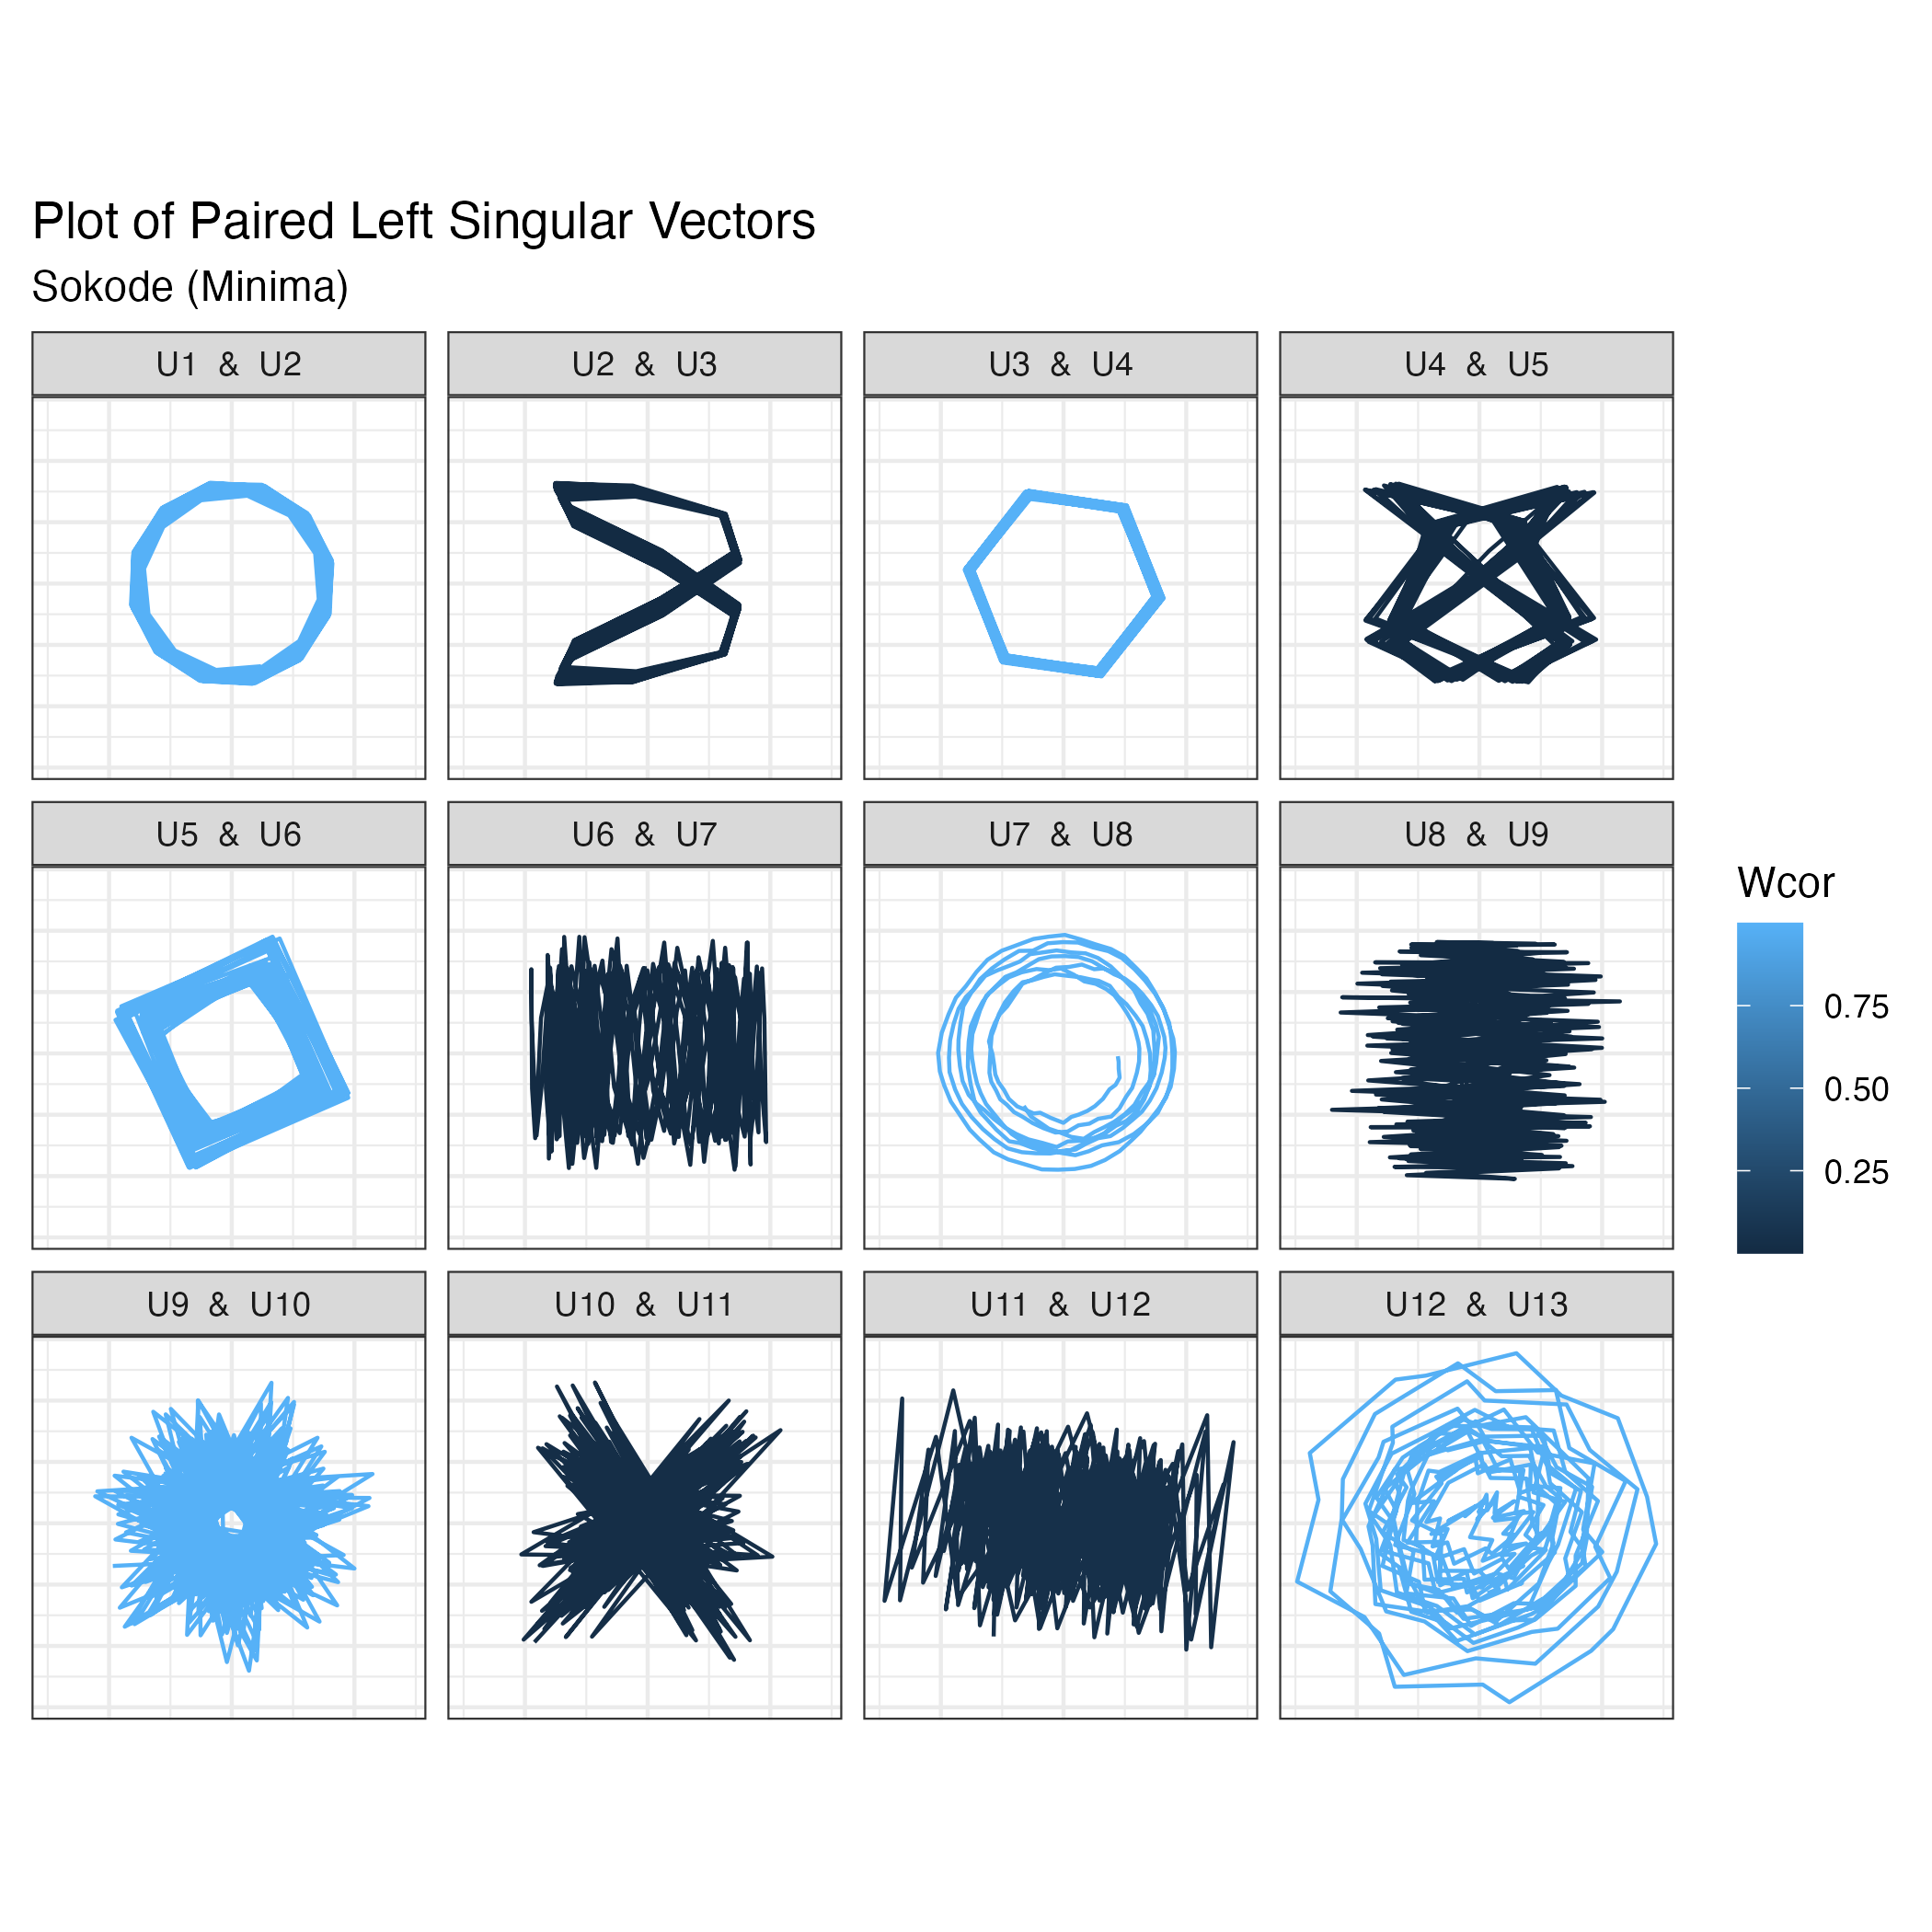 Plot of Paired Left Singular Vectors
Sokode (Minima)
U1 & U2
U2 & U3
U3 & U4
U4 & U5
U5 & U6
U6 & U7
U7 & U8
U8 & U9
U9 & U10
U10 & U11
U11 & U12
U12 & U13
Wcor
0.75
0.50
0.25